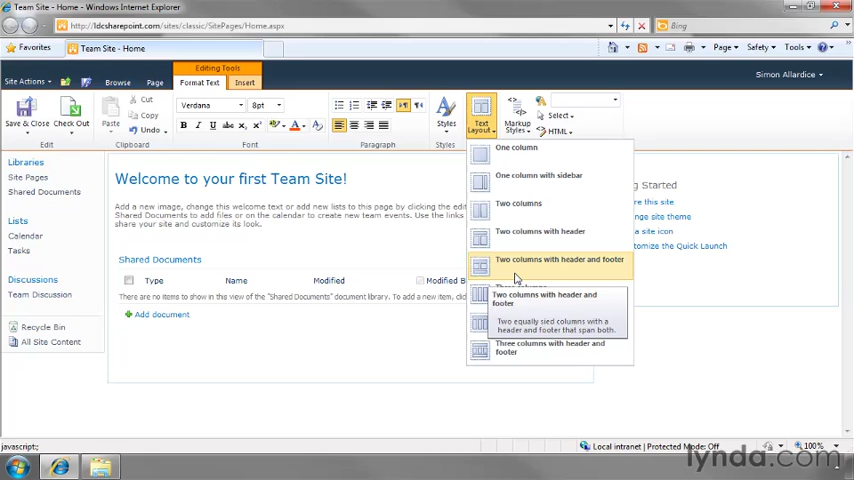 Team Site - Home - Windows Internet Explorer
http://ldcsharepoint.com/sites/classic/SitePages/Home.aspx
Bing
Favorites
Team Site - Home
Page
Safety
Tools
Editing Tools
Simon Allardice
Site Actions
Browse
Page
Format Text
Insert
Save & Close
Check Out
Paste
Cut
Copy
Undo
Verdana
8pt
B I U abc x₂ x²
Styles
Text Layout
Markup Styles
Select
HTML
Edit
Clipboard
Font
Paragraph
Styles
Libraries
Site Pages
Shared Documents
Lists
Calendar
Tasks
Discussions
Team Discussion
Recycle Bin
All Site Content
Welcome to your first Team Site!
Add a new image, change this welcome text or add new lists to this page by clicking the edit
Shared Documents to add files or on the calendar to create new team events. Use the links
your site and customize its look.
Shared Documents
Type
Name
Modified B
There are no items to show in this view of the "Shared Documents" document library. To add
Add document
One column
One column with sidebar
Two columns
Two columns with header
Two columns with header and footer
Two columns with header and
footer
Two equally sied columns with a
header and footer that span both.
Three columns with header and
footer
g Started
e this site
nge site theme
a site icon
tomize the Quick Launch
javascript:;
Local intranet | Protected Mode: Off
100%
lynda.com